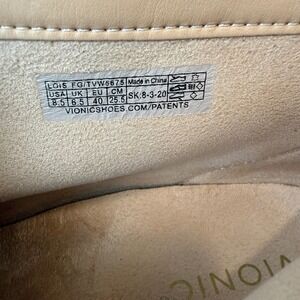 LOIS FG/TVW6675 Made in China
USA UK EU CM
8.5 6.5 40 25.5 SK:8-3-20
VIONICSHOES.COM/PATENTS
VIONIC